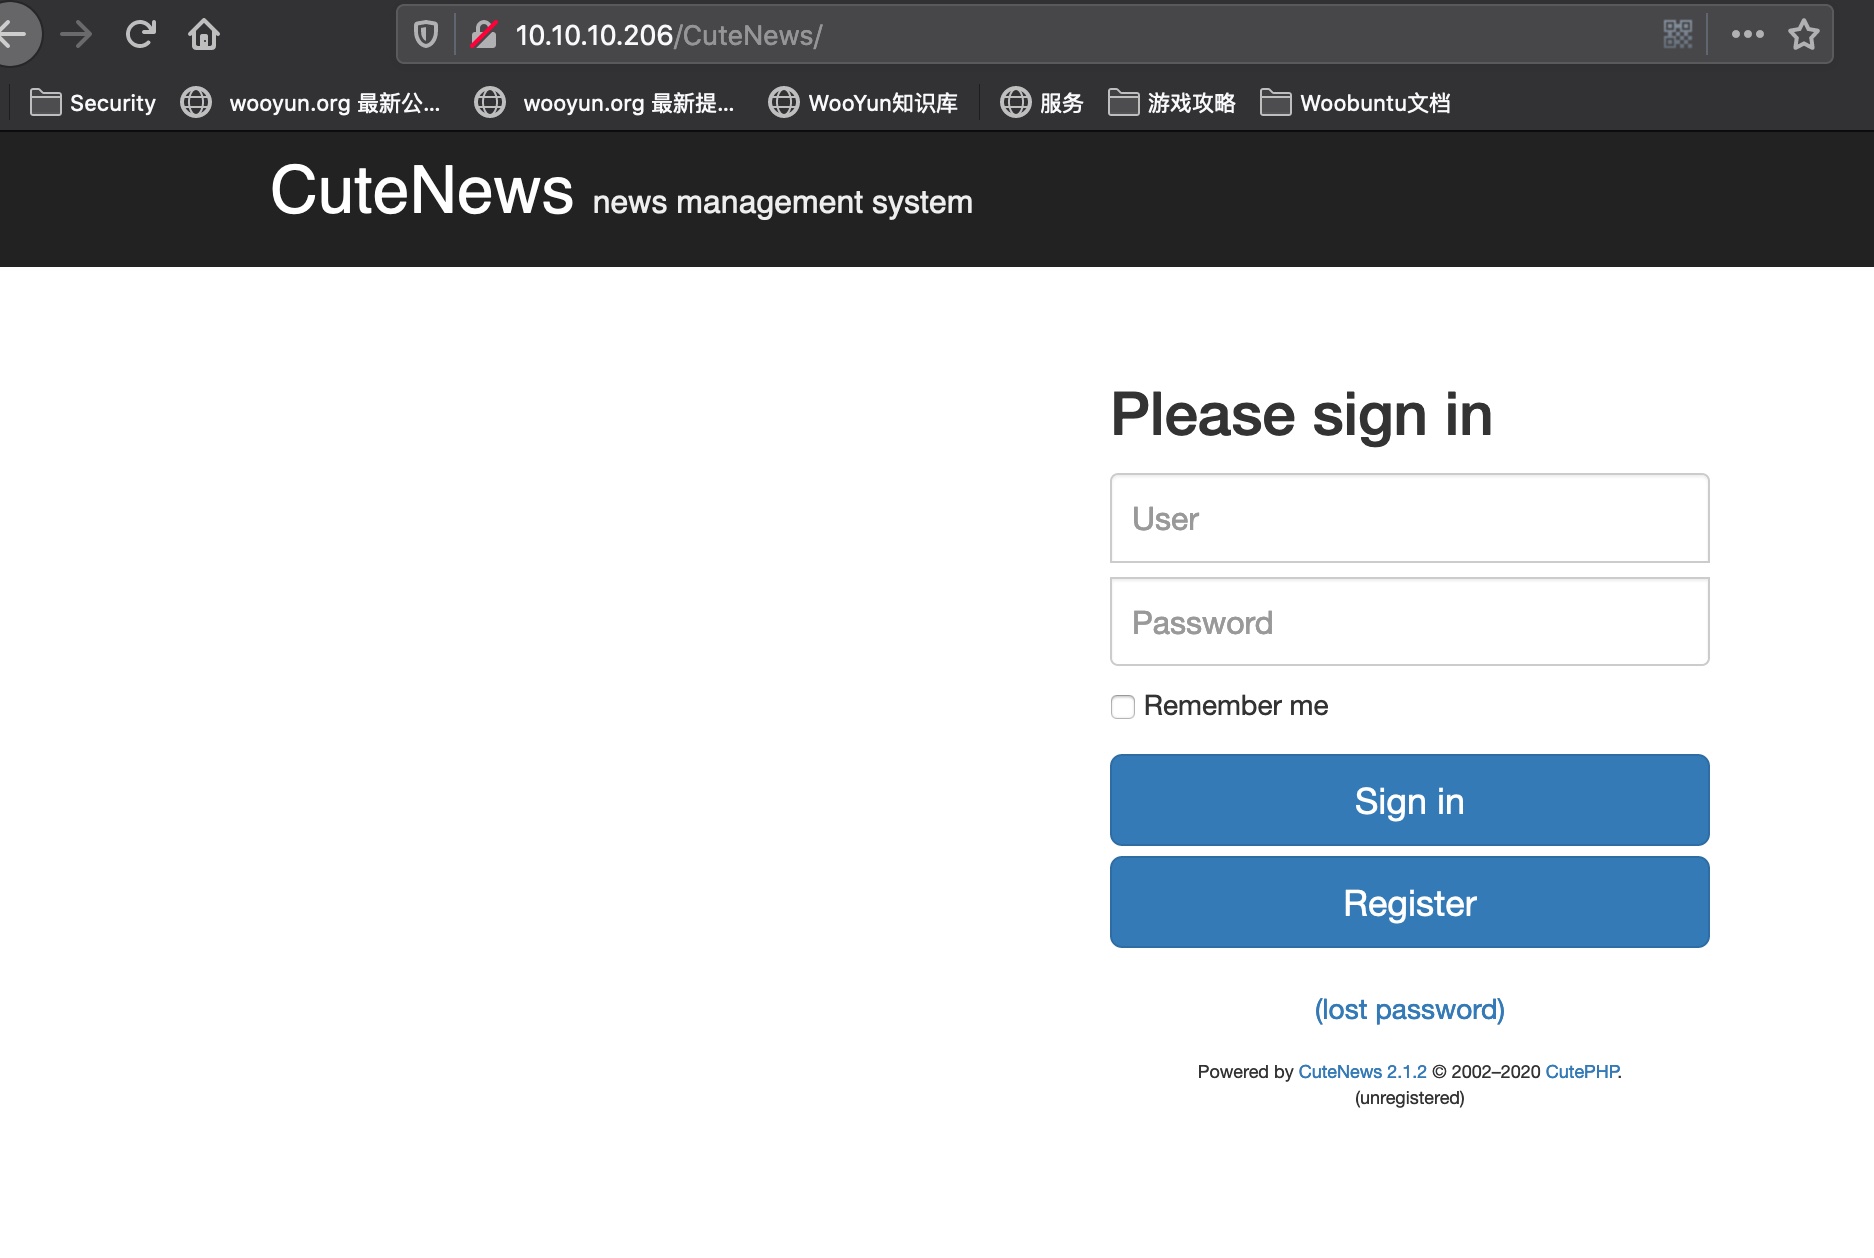 10.10.10.206/CuteNews/
Security wooyun.org 最新公... wooyun.org 最新提... WooYun知识库 服务 游戏攻略 Woobuntu文档
CuteNews news management system
Please sign in
User
Password
Remember me
Sign in
Register
(lost password)
Powered by CuteNews 2.1.2 © 2002–2020 CutePHP.
(unregistered)